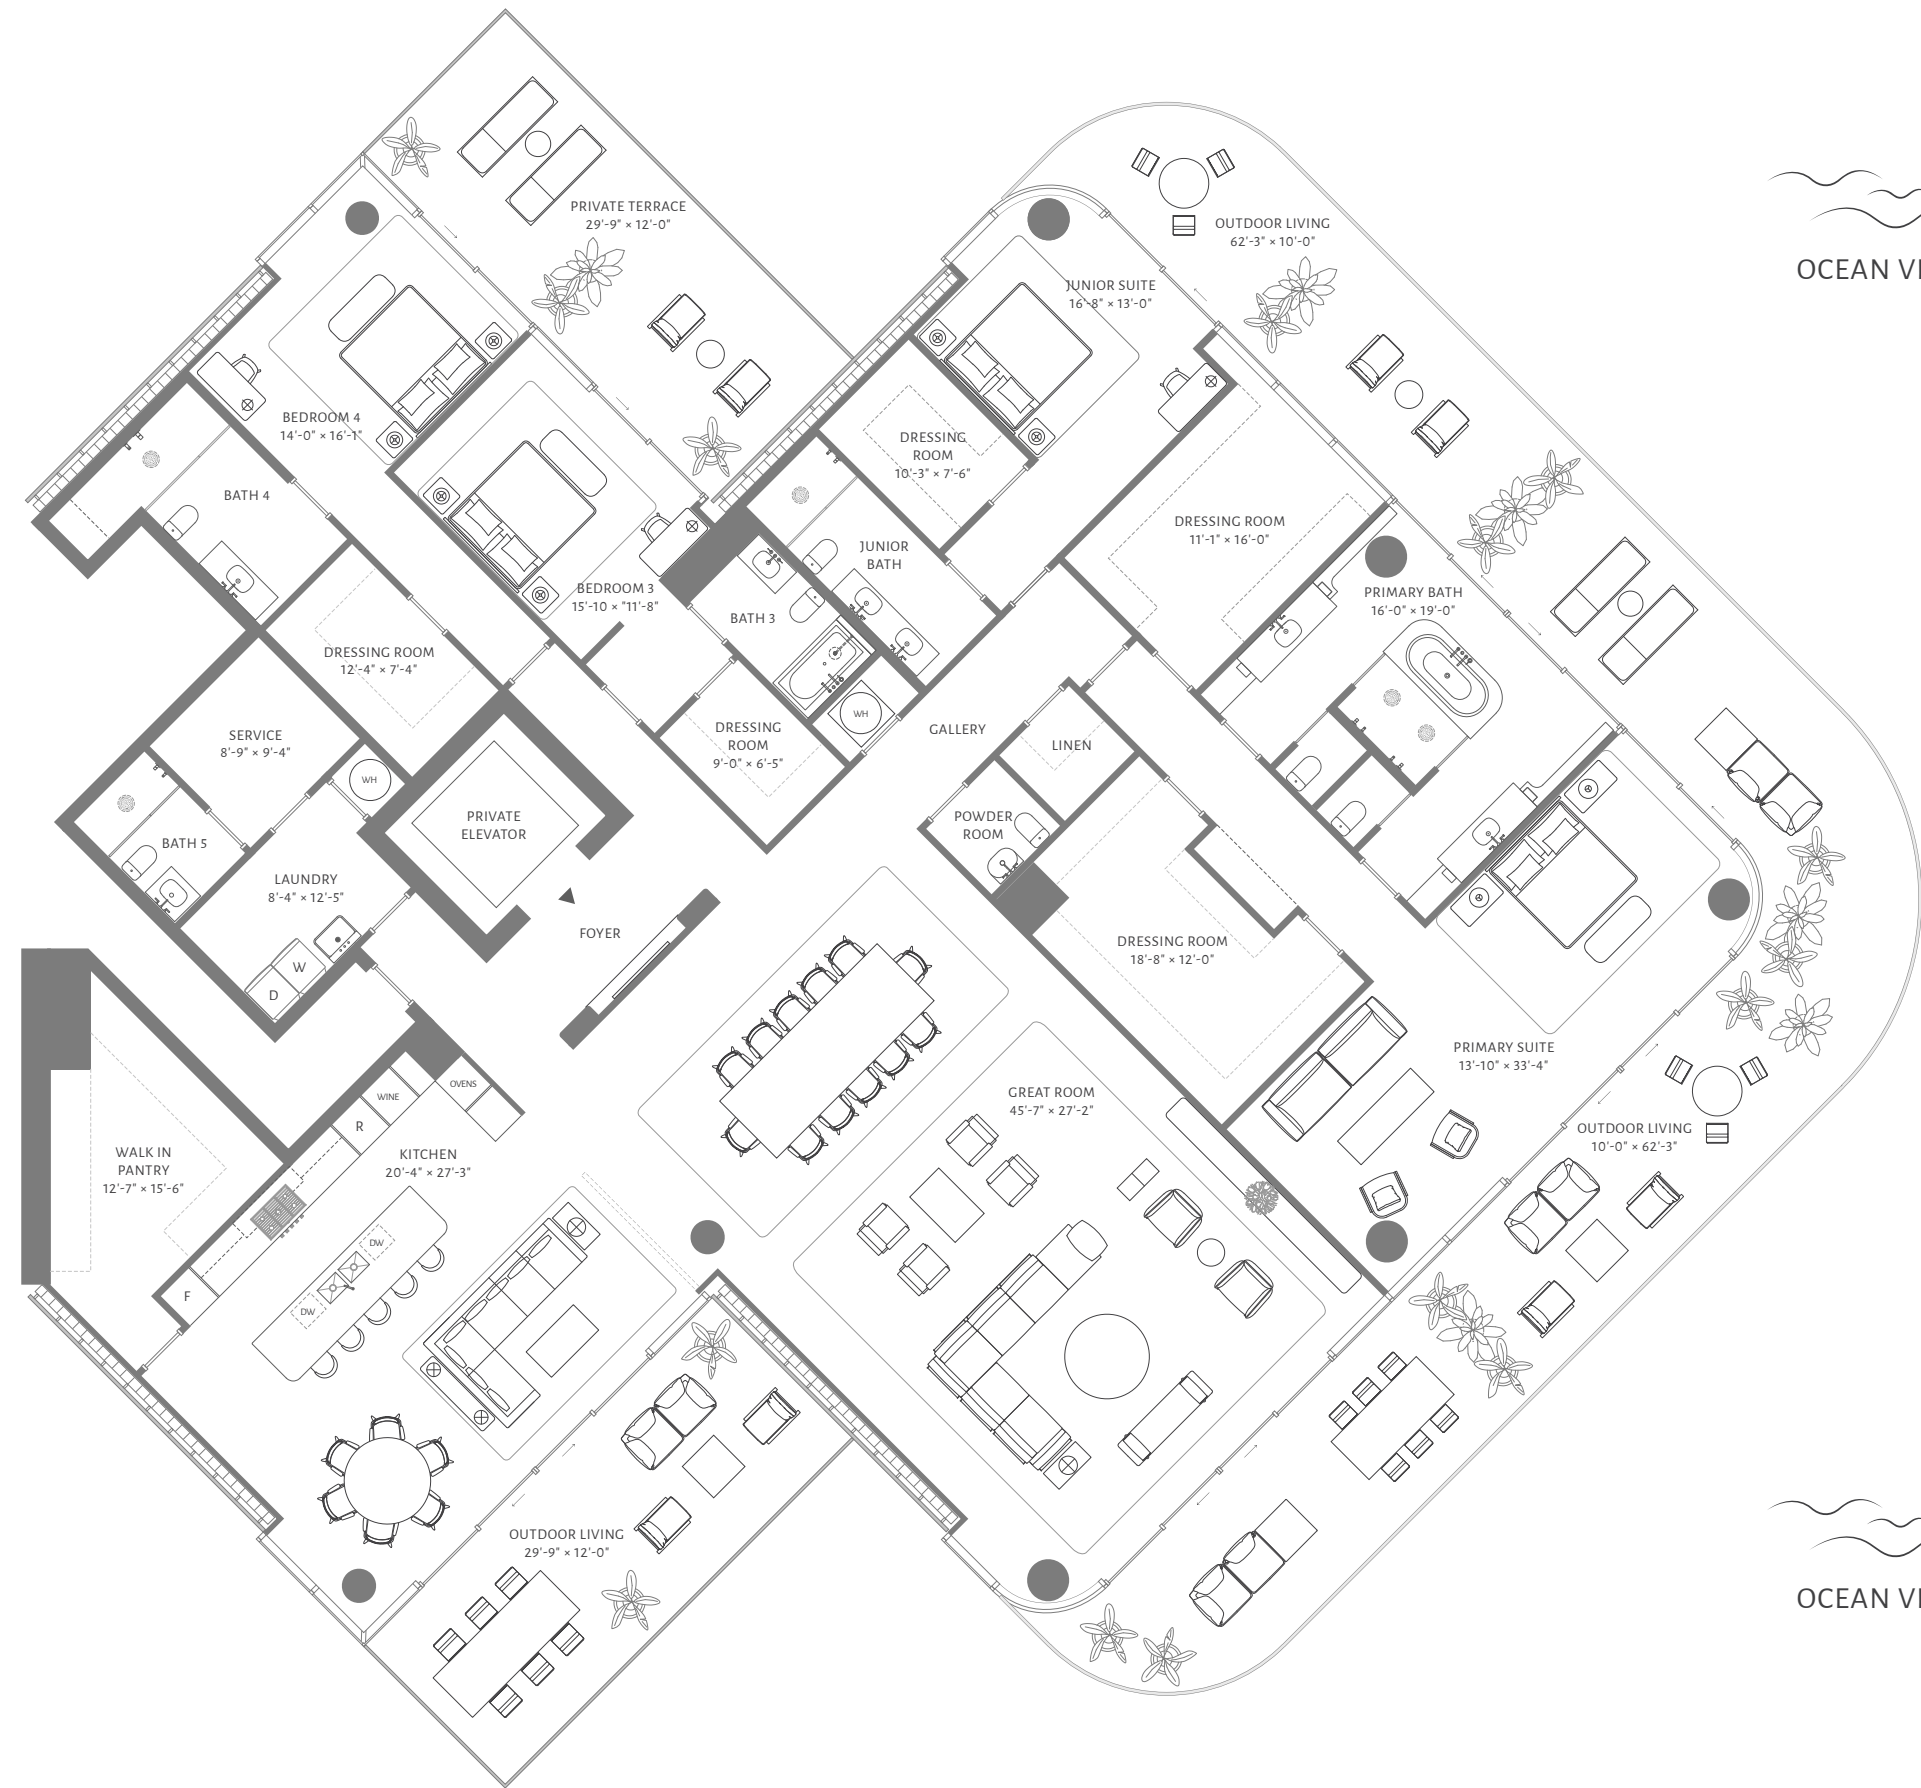 PRIVATE TERRACE
29'-9" × 12'-0"
OUTDOOR LIVING
62'-3" × 10'-0"
OCEAN VI
JUNIOR SUITE
16'-8" × 13'-0"
BEDROOM 4
14'-0" × 16'-1"
DRESSING
ROOM
10'-3" × 7'-6"
BATH 4
DRESSING ROOM
11'-1" × 16'-0"
JUNIOR
BATH
BEDROOM 3
15'-10 × "11'-8"
PRIMARY BATH
16'-0" × 19'-0"
BATH 3
DRESSING ROOM
12'-4" × 7'-4"
WH
SERVICE
8'-9" × 9'-4"
DRESSING
ROOM
9'-0" × 6'-5"
GALLERY
LINEN
WH
PRIVATE
ELEVATOR
POWDER
ROOM
BATH 5
LAUNDRY
8'-4" × 12'-5"
FOYER
DRESSING ROOM
18'-8" × 12'-0"
W
D
PRIMARY SUITE
13'-10" × 33'-4"
OVENS
WINE
R
GREAT ROOM
45'-7" × 27'-2"
OUTDOOR LIVING
10'-0" × 62'-3"
WALK IN
PANTRY
12'-7" × 15'-6"
KITCHEN
20'-4" × 27'-3"
DW
F
DW
OUTDOOR LIVING
29'-9" × 12'-0"
OCEAN VI